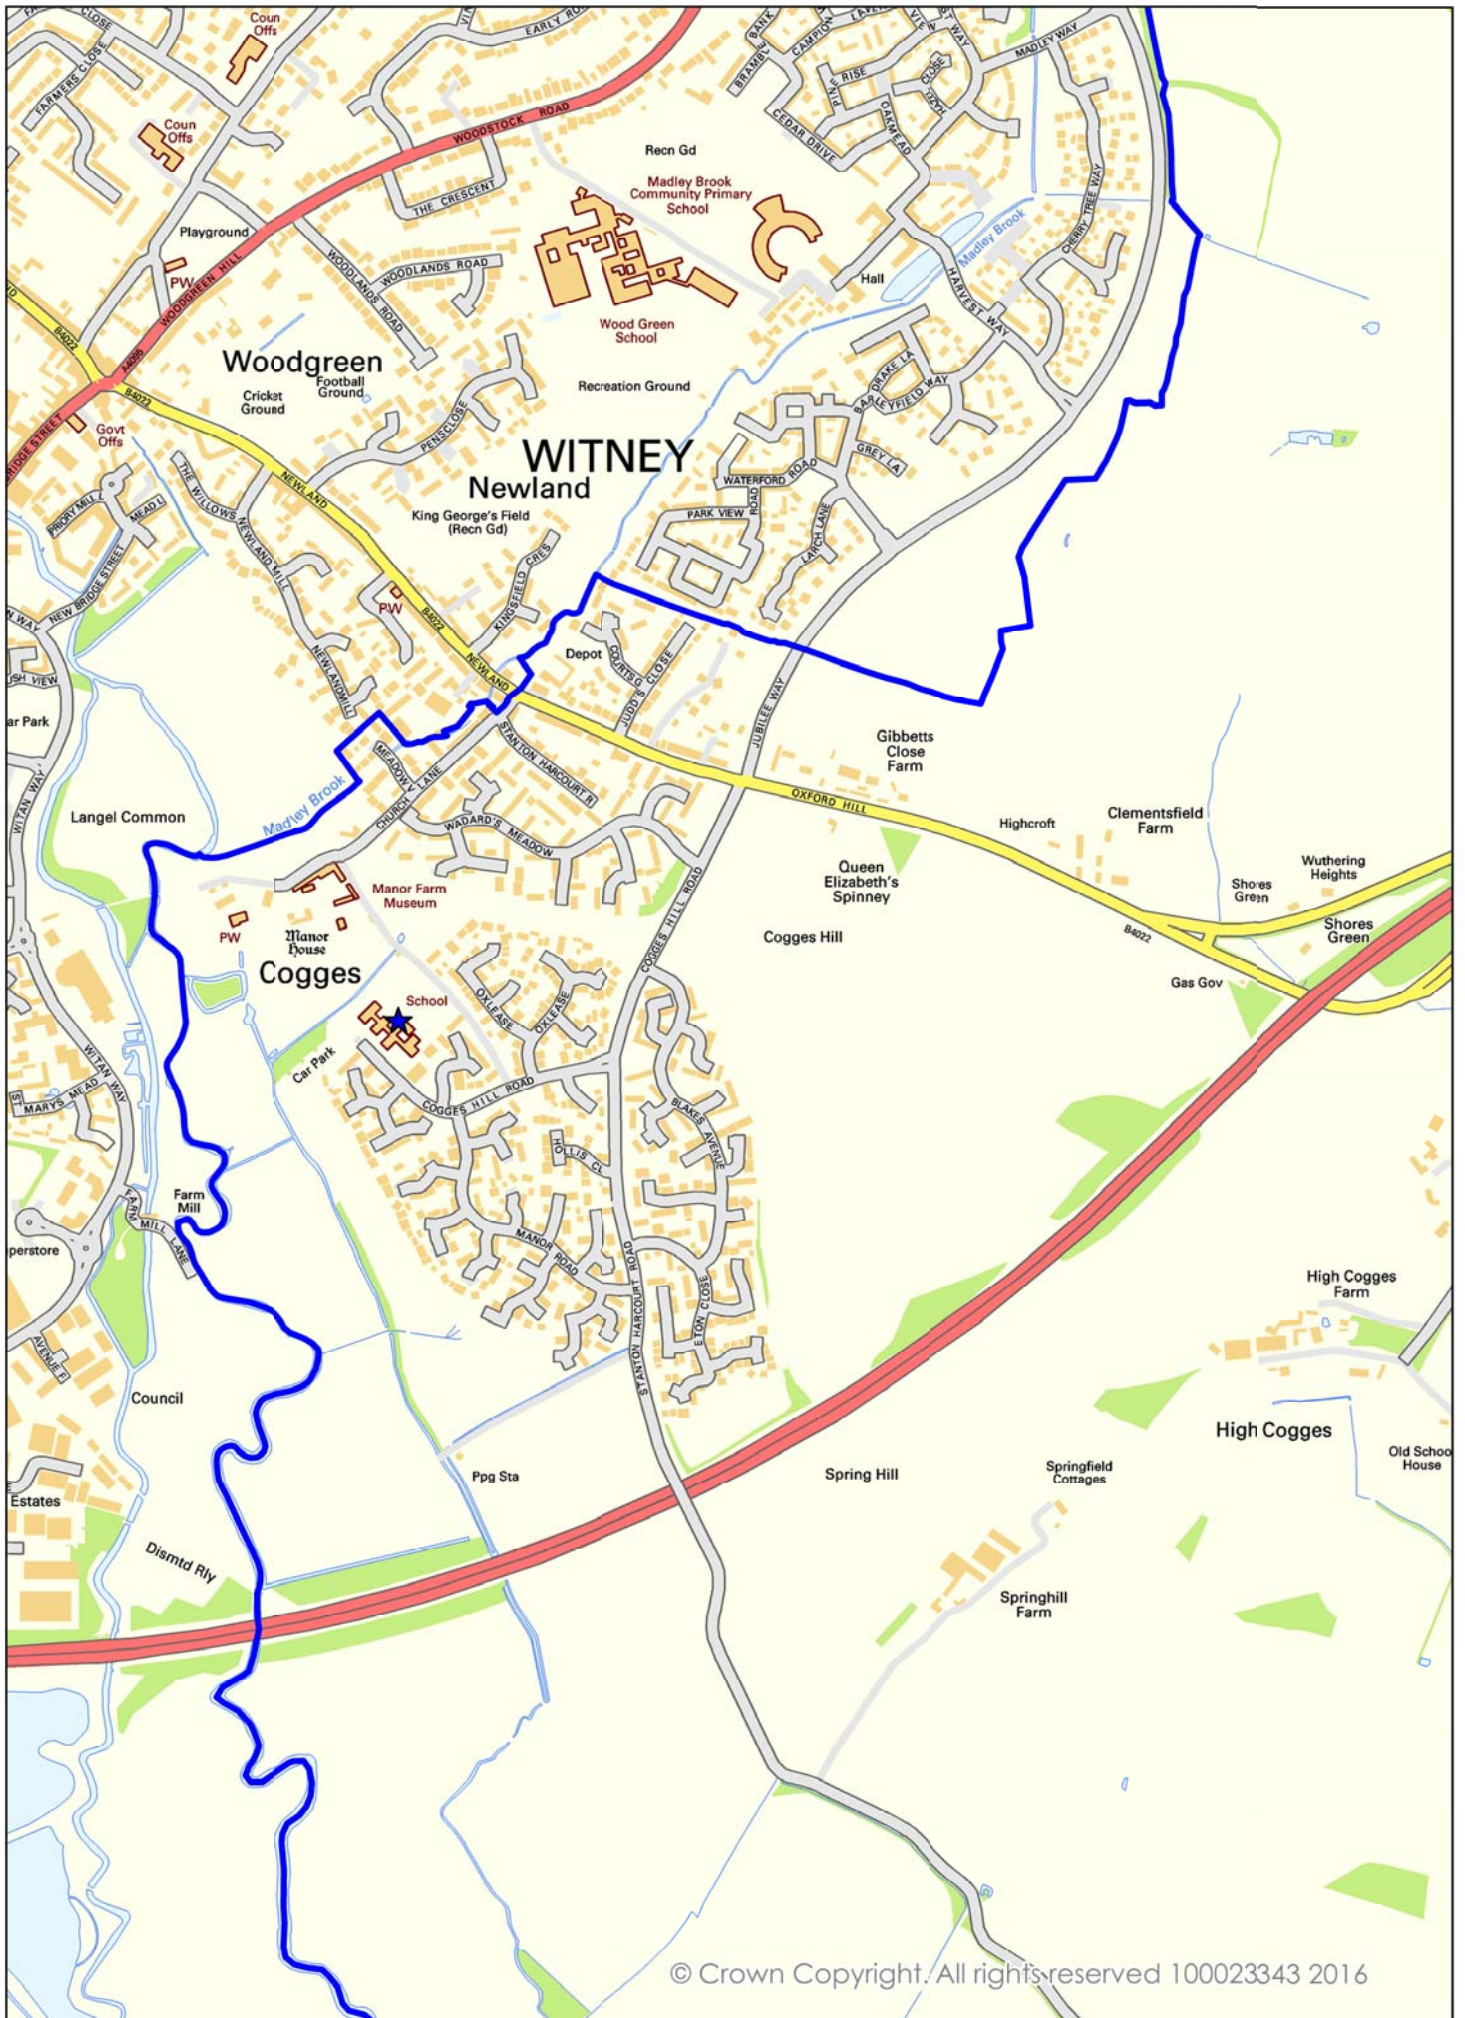 CLOSE
Coun
Offs
EARLY RO
BANK
CAMPION
MADLEY WAY
BRAMBLE
FARMERS CLOSE
RISE
PINE
CLOSE
HAZEL
OAKMEAD
CEDAR DRIVE
WOODSTOCK ROAD
Coun
Offs
Recn Gd
Madley Brook
Community Primary
School
THE CRESCENT
CHERRY TREE WAY
Madley Brook
Playground
WOODLANDS ROAD
WOODLANDS ROAD
PW
WOODGREEN HILL
Hall
HARVEST WAY
Wood Green
School
B4022
A4095
Woodgreen
Football
Ground
Cricket
Ground
Recreation Ground
DRAKE LA
BARLEYFIELD WAY
B4022
BRIDGE STREET
Govt
Offs
PENSCLOSE
WITNEY
Newland
GREY LA
WATERFORD ROAD
THE WILLOWS
NEWLAND
PRIORY MILL L
MEAD L
PARK VIEW
ROAD
LARCH LANE
King George's Field
(Recn Gd)
NEWLAND MILL
KINGSFIELD CRES
NEW BRIDGE STREET
N WAY
PW
B4022
Depot
COURTS G
JUDD'S CLOSE
NEWLAND
NEWLANDMILL
USH VIEW
ar Park
JUBILEE WAY
Gibbetts
Close
Farm
STANTON HARCOURT R
MEADOW V
CHURCH LANE
OXFORD HILL
WITAN WAY
Langel Common
Madley Brook
WADARD'S MEADOW
Highcroft
Clementsfield
Farm
Wuthering
Heights
Queen
Elizabeth's
Spinney
Shores
Green
Manor Farm
Museum
COGGES HILL ROAD
Cogges Hill
B4022
Shores
Green
PW
Manor
House
Cogges
Gas Gov
School
OXLEASE
OXLEASE
Car Park
WITAN WAY
ST
MARYS MEAD
COGGES HILL ROAD
BLAKES AVENUE
HOLLIS CL
Farm
Mill
FARM MILL LANE
perstore
MANOR ROAD
STANTON HARCOURT ROAD
ETON CLOSE
High Cogges
Farm
AVENUE F
Council
High Cogges
Old Schoo
House
Ppg Sta
Spring Hill
Springfield
Cottages
Estates
Dismtd Rly
Springhill
Farm
© Crown Copyright. All rights reserved 100023343 2016